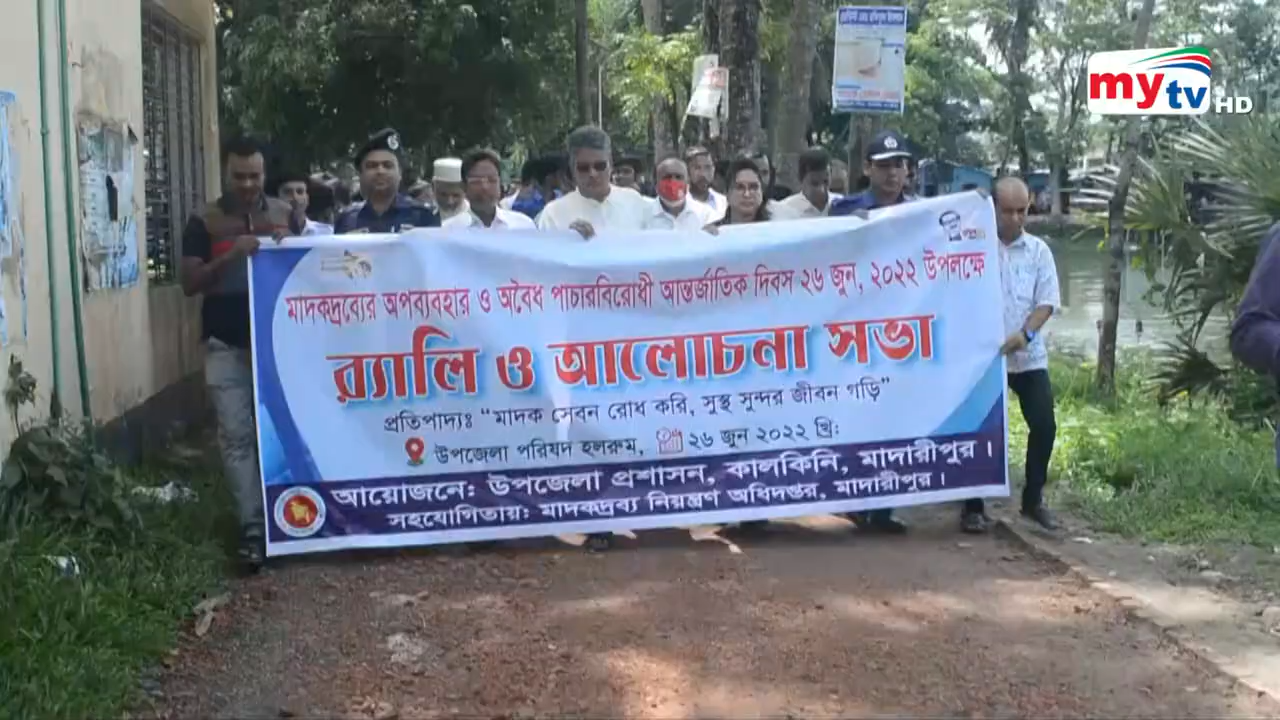 mytv HD
মাদকদ্রব্যের অপব্যবহার ও অবৈধ পাচারবিরোধী আন্তর্জাতিক দিবস ২৬ জুন, ২০২২ উপলক্ষে
র‍্যালি ও আলোচনা সভা
প্রতিপাদ্যঃ “মাদক সেবন রোধ করি, সুস্থ সুন্দর জীবন গড়ি”
উপজেলা পরিষদ হলরুম, ২৬ জুন ২০২২ খ্রি:
আয়োজনে: উপজেলা প্রশাসন, কালকিনি, মাদারীপুর।
সহযোগিতায়: মাদকদ্রব্য নিয়ন্ত্রণ অধিদপ্তর, মাদারীপুর।